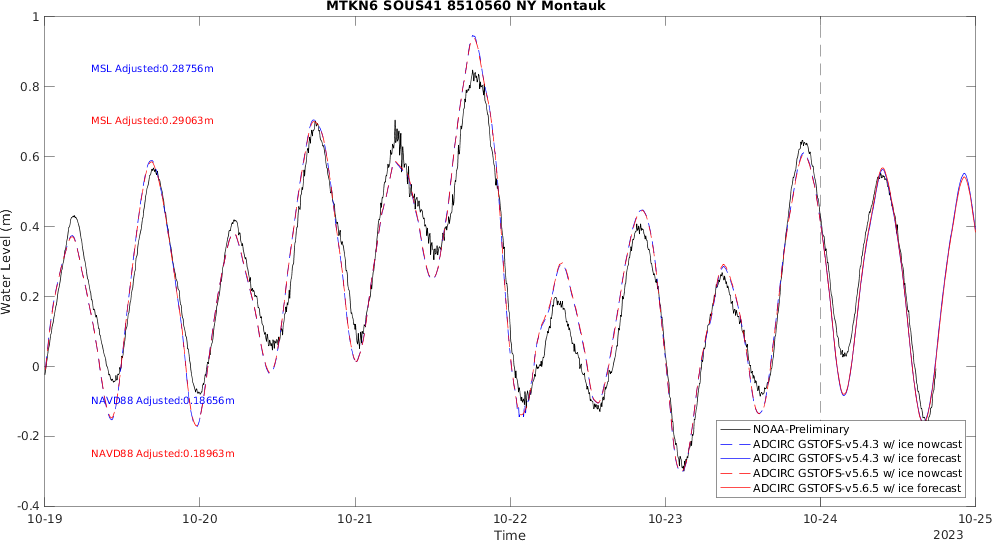 MTKN6 SOUS41 8510560 NY Montauk
1
0.8
0.6
0.4
0.2
0
-0.2
-0.4
Water Level (m)
MSL Adjusted:0.28756m
MSL Adjusted:0.29063m
NAVD88 Adjusted:0.18656m
NAVD88 Adjusted:0.18963m
NOAA-Preliminary
ADCIRC GSTOFS-v5.4.3 w/ ice nowcast
ADCIRC GSTOFS-v5.4.3 w/ ice forecast
ADCIRC GSTOFS-v5.6.5 w/ ice nowcast
ADCIRC GSTOFS-v5.6.5 w/ ice forecast
10-19 10-20 10-21 10-22 10-23 10-24 10-25
Time
2023